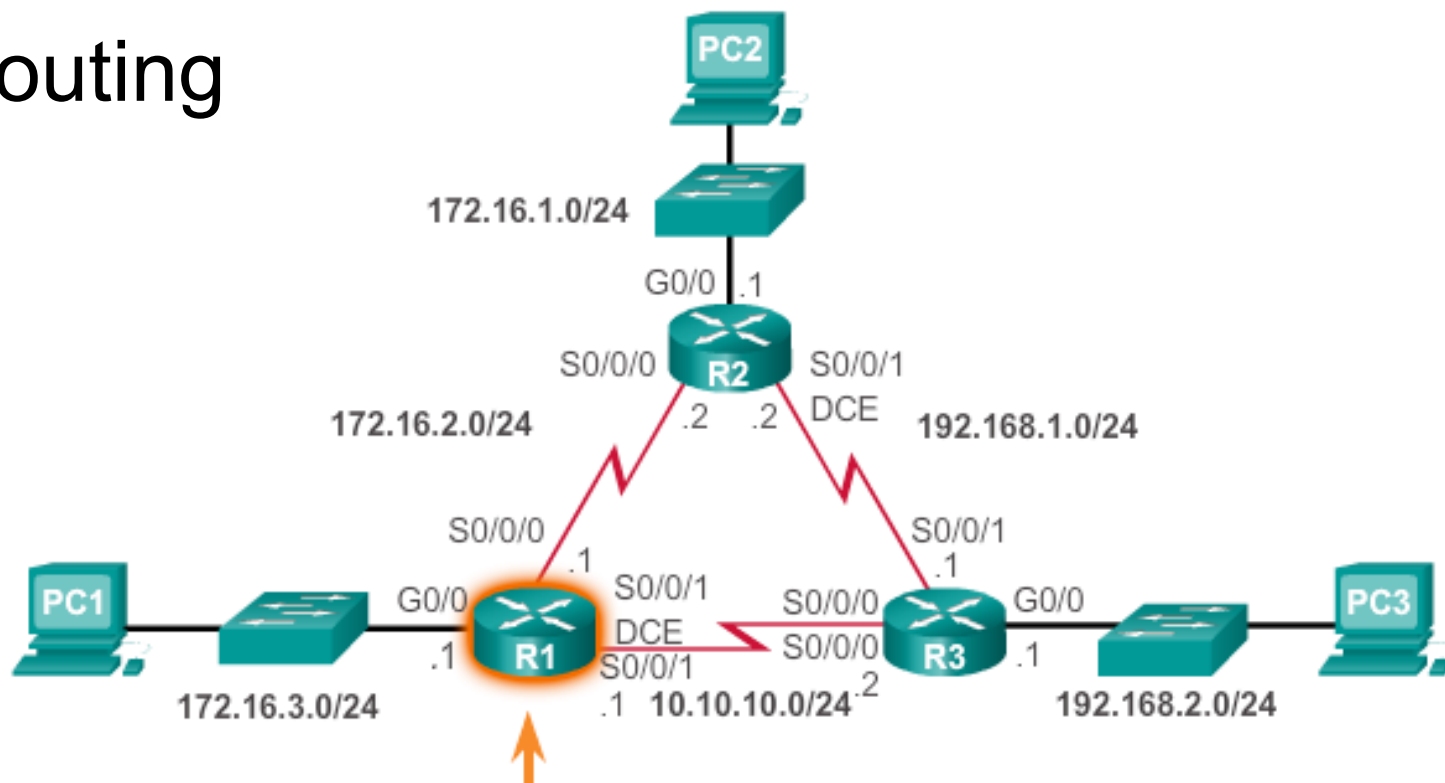 outing
PC2
172.16.1.0/24
G0/0 .1
S0/0/0 R2 S0/0/1
.2 .2 DCE
172.16.2.0/24 192.168.1.0/24
S0/0/0 S0/0/1
.1 .1
PC1 G0/0 S0/0/1 S0/0/0 G0/0 PC3
DCE
.1 R1 S0/0/1 S0/0/0 R3 .1
172.16.3.0/24 .1 10.10.10.0/24 .2 192.168.2.0/24